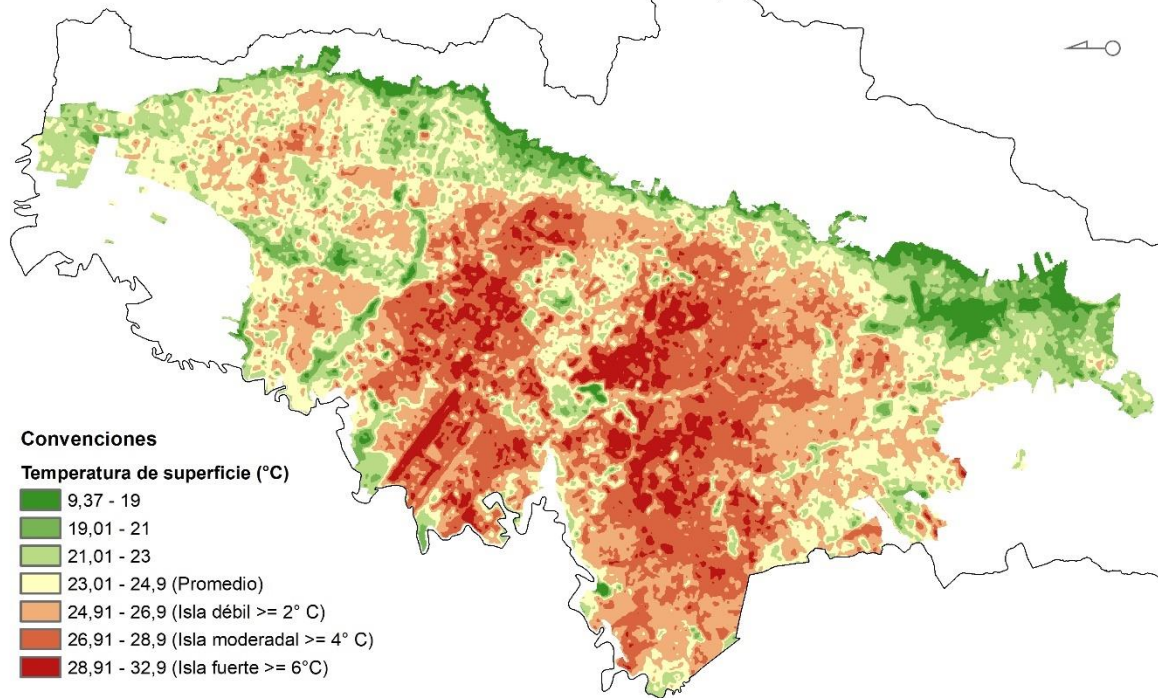 Convenciones
Temperatura de superficie (°C)
9,37 - 19
19,01 - 21
21,01 - 23
23,01 - 24,9 (Promedio)
24,91 - 26,9 (Isla débil >= 2° C)
26,91 - 28,9 (Isla moderadal >= 4° C)
28,91 - 32,9 (Isla fuerte >= 6°C)